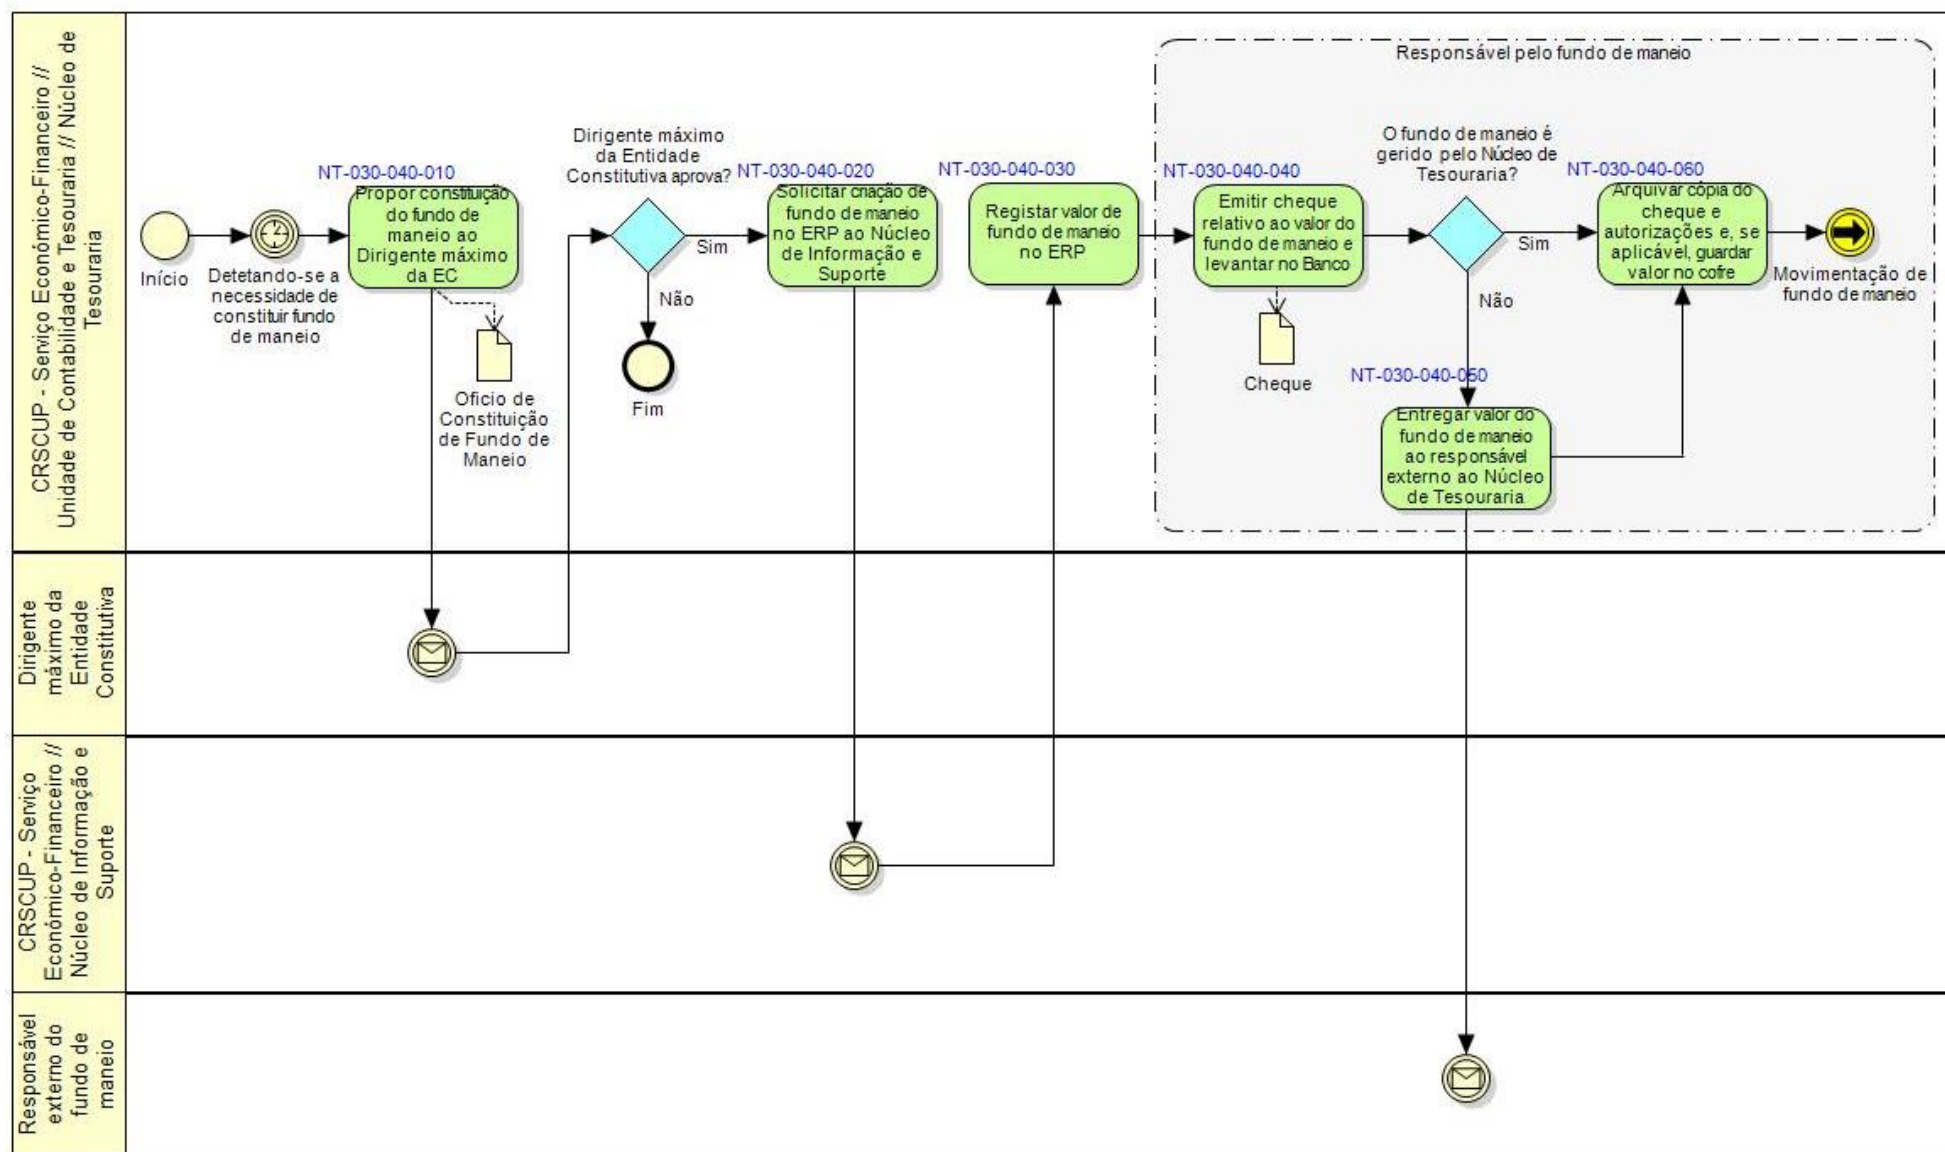 CRSCUP - Serviço Económico-Financeiro //
Unidade de Contabilidade e Tesouraria // Núcleo de
Tesouraria
Início
Detetando-se a
necessidade de
constituir fundo
de maneio
NT-030-040-010
Propor constituição
do fundo de
maneio ao
Dirigente máximo
da EC
Oficio de
Constituição
de Fundo de
Maneio
Dirigente máximo
da Entidade
Constitutiva aprova?
Sim
Não
Fim
NT-030-040-020
Solicitar criação de
fundo de maneio
no ERP ao Núcleo
de Informação e
Suporte
NT-030-040-030
Registar valor de
fundo de maneio
no ERP
Responsável pelo fundo de maneio
NT-030-040-040
Emitir cheque
relativo ao valor do
fundo de maneio e
levantar no Banco
Cheque
O fundo de maneio é
gerido pelo Núcleo de
Tesouraria?
Sim
Não
NT-030-040-050
Entregar valor do
fundo de maneio
ao responsável
externo ao Núcleo
de Tesouraria
NT-030-040-060
Arquivar cópia do
cheque e
autorizações e, se
aplicável, guardar
valor no cofre
Movimentação de
fundo de maneio
Dirigente
máximo da
Entidade
Constitutiva
CRSCUP - Serviço
Económico-Financeiro //
Núcleo de Informação e
Suporte
Responsável
externo do
fundo de
maneio